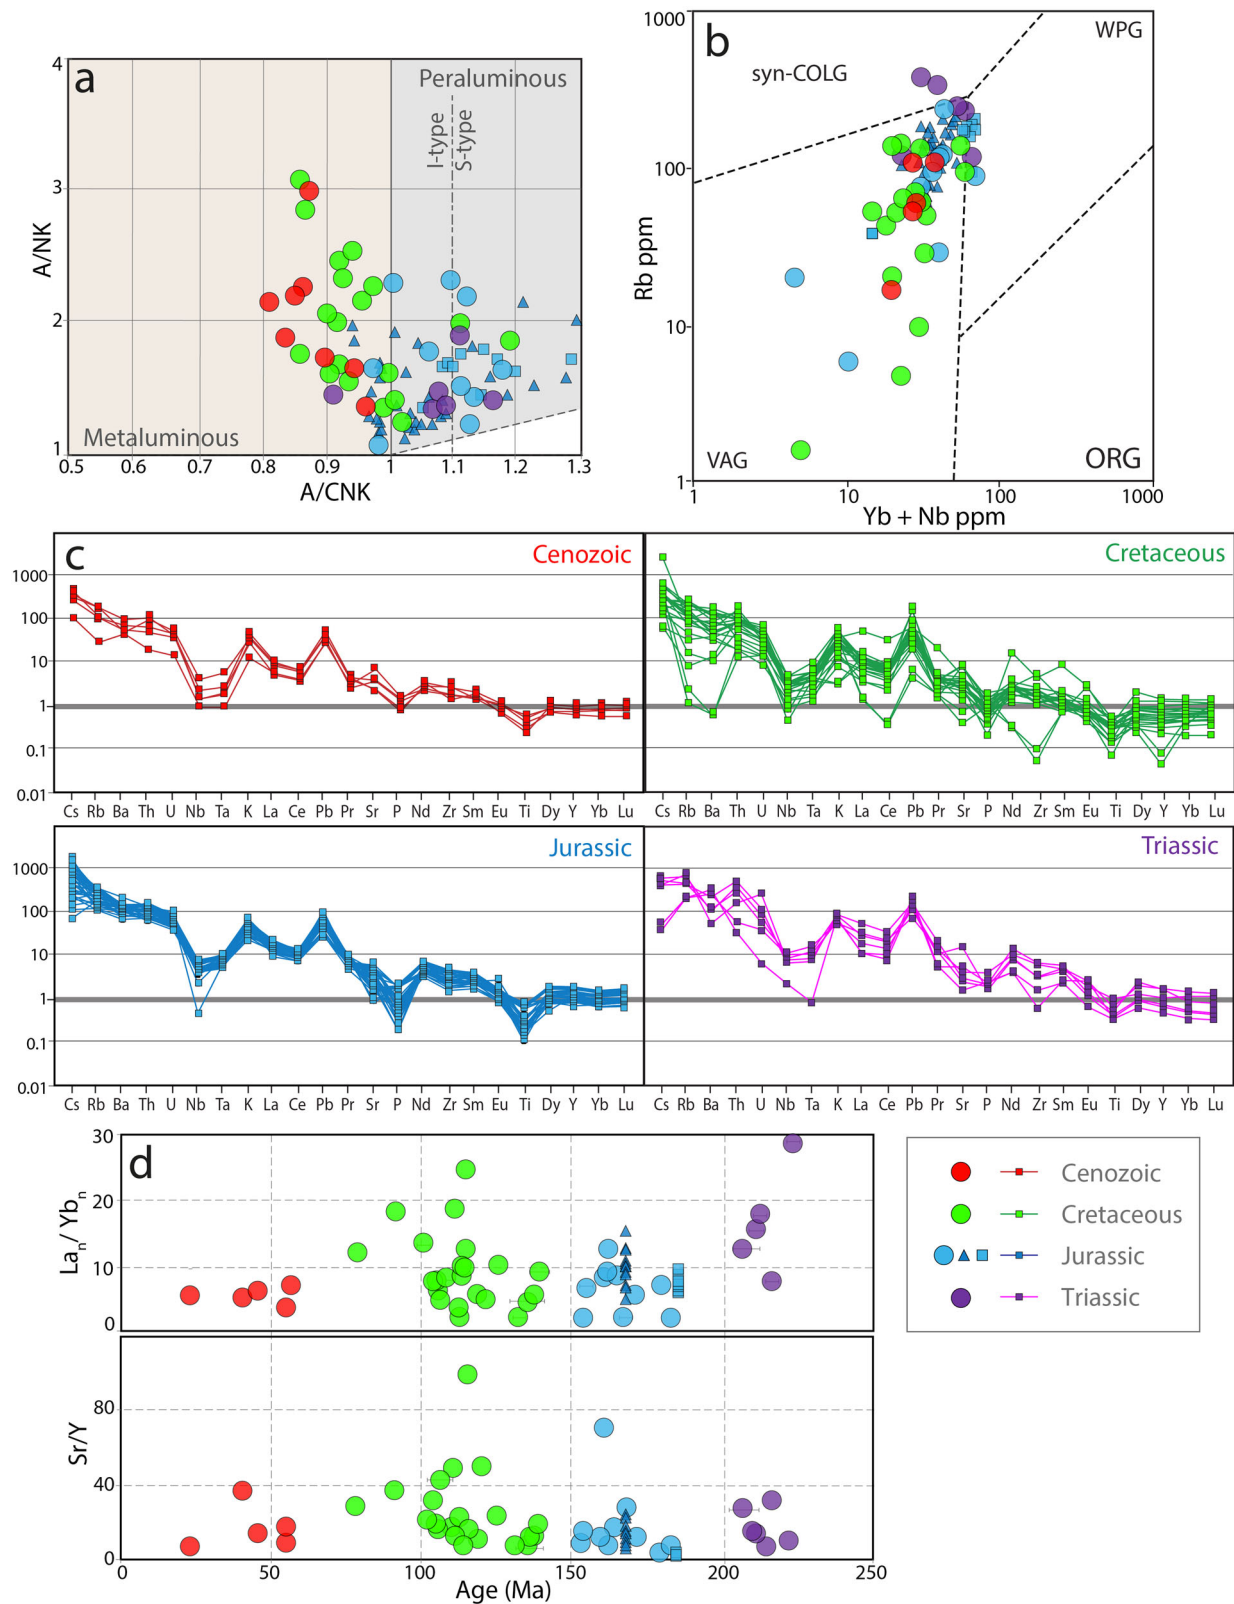 a
4
3
2
1
A/NK
Peraluminous
I-type
S-type
Metaluminous
0.5
0.6
0.7
0.8
0.9
1
1.1
1.2
1.3
A/CNK
b
1000
100
10
1
Rb ppm
syn-COLG
WPG
VAG
ORG
1
10
100
1000
Yb + Nb ppm
c
Cenozoic
1000
100
10
1
0.1
0.01
Cs Rb Ba Th U Nb Ta K La Ce Pb Pr Sr P Nd Zr Sm Eu Ti Dy Y Yb Lu
Cretaceous
Cs Rb Ba Th U Nb Ta K La Ce Pb Pr Sr P Nd Zr Sm Eu Ti Dy Y Yb Lu
Jurassic
1000
100
10
1
0.1
0.01
Cs Rb Ba Th U Nb Ta K La Ce Pb Pr Sr P Nd Zr Sm Eu Ti Dy Y Yb Lu
Triassic
Cs Rb Ba Th U Nb Ta K La Ce Pb Pr Sr P Nd Zr Sm Eu Ti Dy Y Yb Lu
d
30
20
10
0
Lan/Ybn
80
40
0
Sr/Y
0
50
100
150
200
250
Age (Ma)
Cenozoic
Cretaceous
Jurassic
Triassic